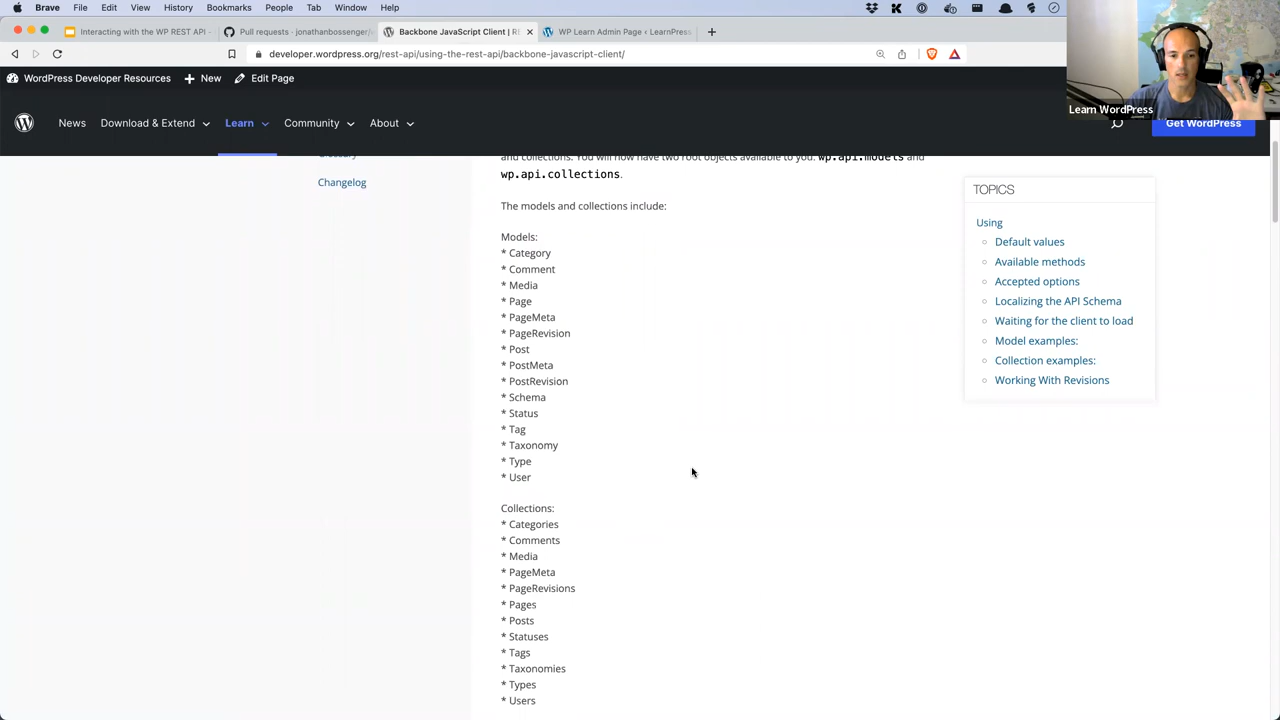 Brave File Edit View History Bookmarks People Tab Window Help
Interacting with the WP REST API -
Pull requests · jonathanbossenger/
Backbone JavaScript Client | RE
WP Learn Admin Page ‹ LearnPress
developer.wordpress.org/rest-api/using-the-rest-api/backbone-javascript-client/
WordPress Developer Resources New Edit Page
Learn WordPress
News Download & Extend Learn Community About Get WordPress
Glossary
Changelog
and collections. You will now have two root objects available to you: wp.api.models and
wp.api.collections.
The models and collections include:
Models:
* Category
* Comment
* Media
* Page
* PageMeta
* PageRevision
* Post
* PostMeta
* PostRevision
* Schema
* Status
* Tag
* Taxonomy
* Type
* User
Collections:
* Categories
* Comments
* Media
* PageMeta
* PageRevisions
* Pages
* Posts
* Statuses
* Tags
* Taxonomies
* Types
* Users
TOPICS
Using
Default values
Available methods
Accepted options
Localizing the API Schema
Waiting for the client to load
Model examples:
Collection examples:
Working With Revisions